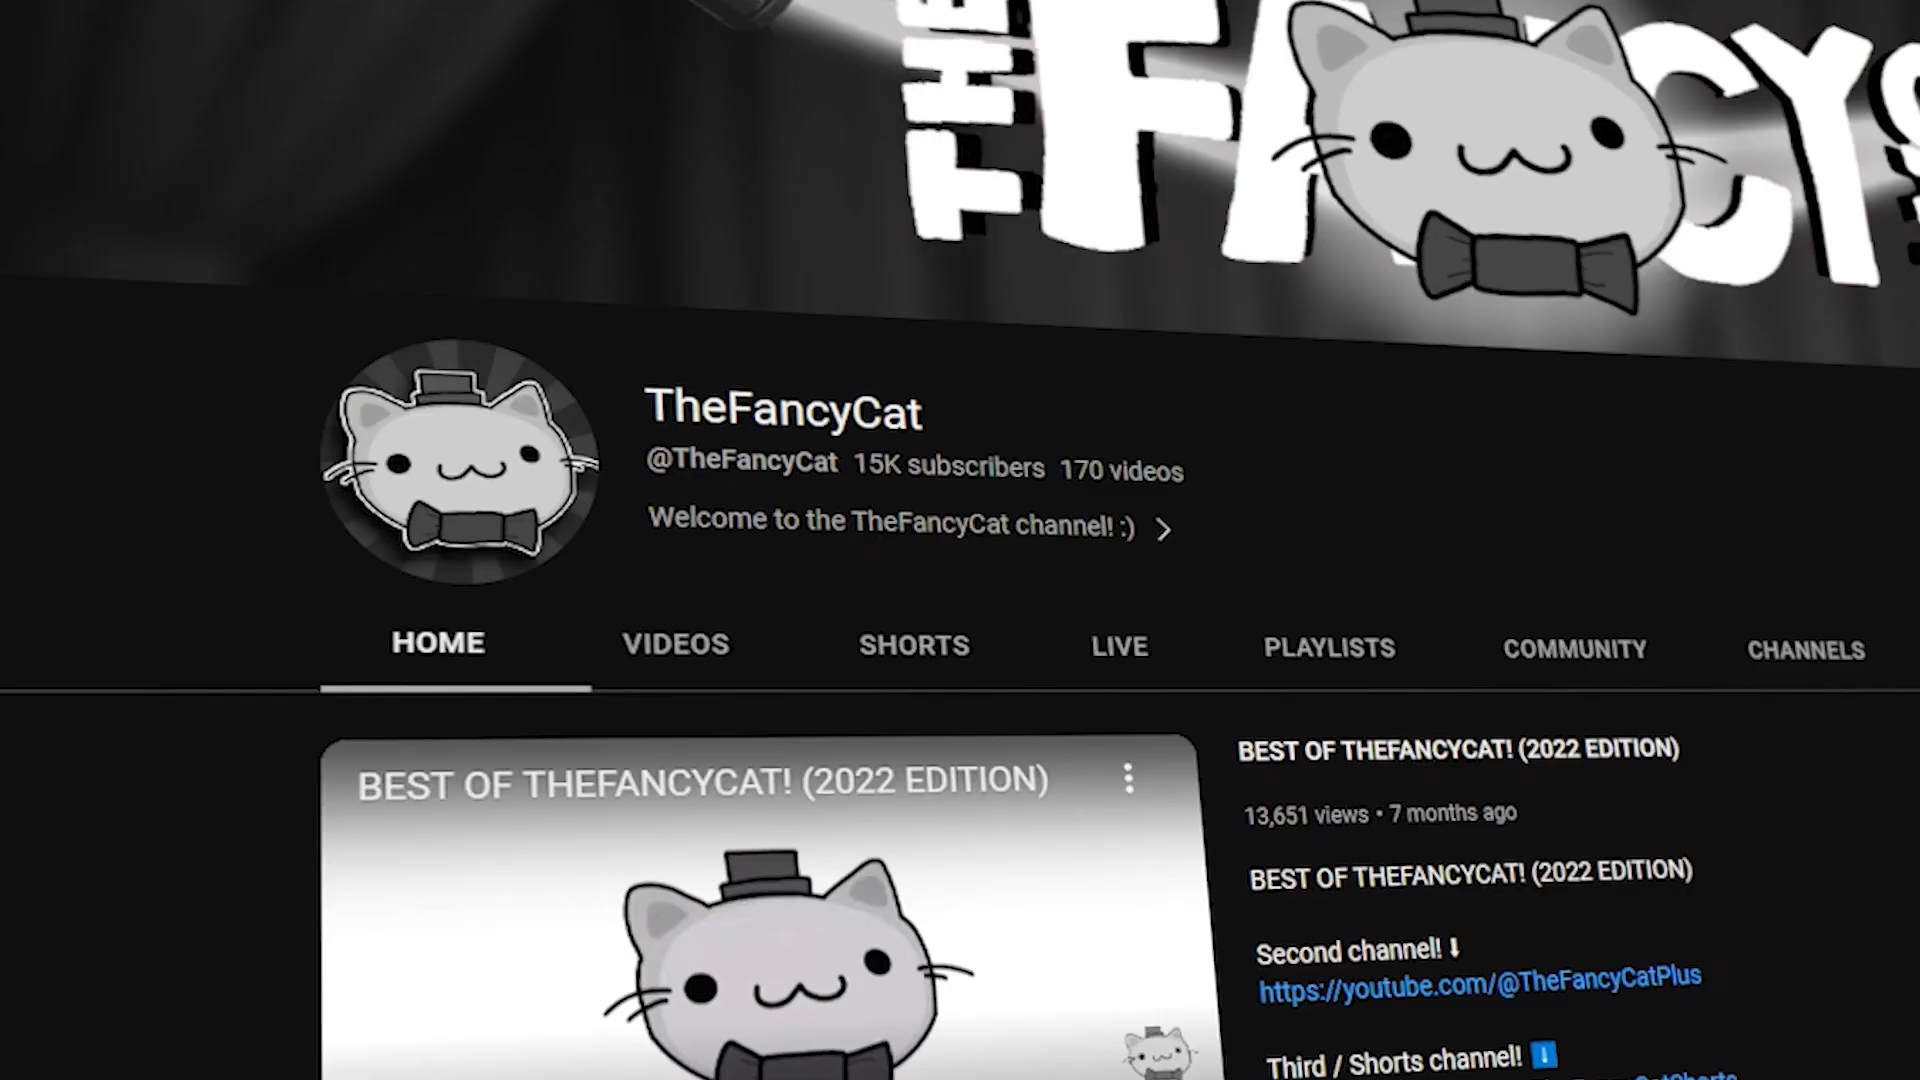 THE
FANCY
TheFancyCat
@TheFancyCat 15K subscribers 170 videos
Welcome to the TheFancyCat channel! :)
HOME VIDEOS SHORTS LIVE PLAYLISTS COMMUNITY CHANNELS
BEST OF THEFANCYCAT! (2022 EDITION)
BEST OF THEFANCYCAT! (2022 EDITION)
13,651 views • 7 months ago
BEST OF THEFANCYCAT! (2022 EDITION)
Second channel! ⬇
https://youtube.com/@TheFancyCatPlus
Third / Shorts channel! ⬇